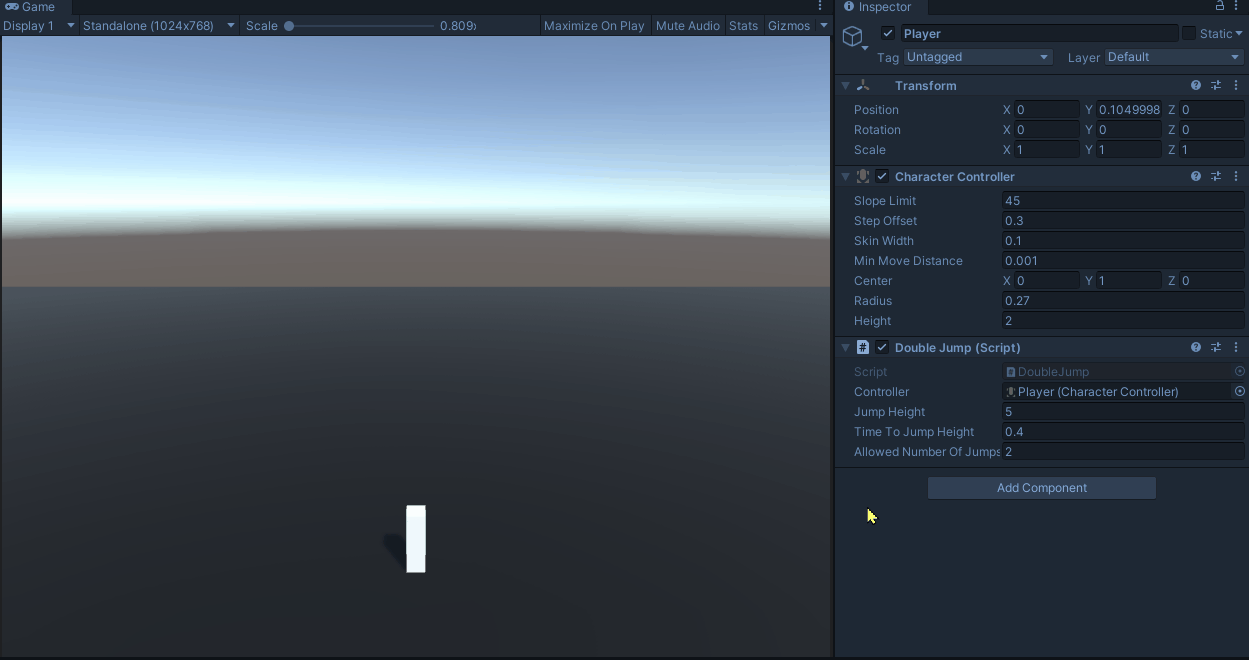 Game
Display 1 Standalone (1024x768) Scale 0.809 Maximize On Play Mute Audio Stats Gizmos
Inspector
Player Static
Tag Untagged Layer Default
Transform
Position X 0 Y 0.1049998 Z 0
Rotation X 0 Y 0 Z 0
Scale X 1 Y 1 Z 1
Character Controller
Slope Limit 45
Step Offset 0.3
Skin Width 0.1
Min Move Distance 0.001
Center X 0 Y 1 Z 0
Radius 0.27
Height 2
# Double Jump (Script)
Script # DoubleJump
Controller Player (Character Controller)
Jump Height 5
Time To Jump Height 0.4
Allowed Number Of Jumps 2
Add Component